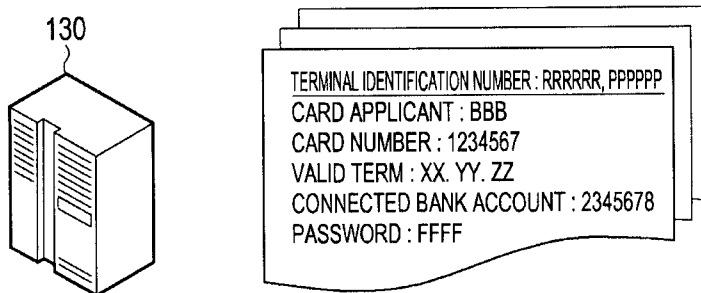 130
TERMINAL IDENTIFICATION NUMBER : RRRRRR, PPPPPP
CARD APPLICANT : BBB
CARD NUMBER : 1234567
VALID TERM : XX. YY. ZZ
CONNECTED BANK ACCOUNT : 2345678
PASSWORD : FFFF